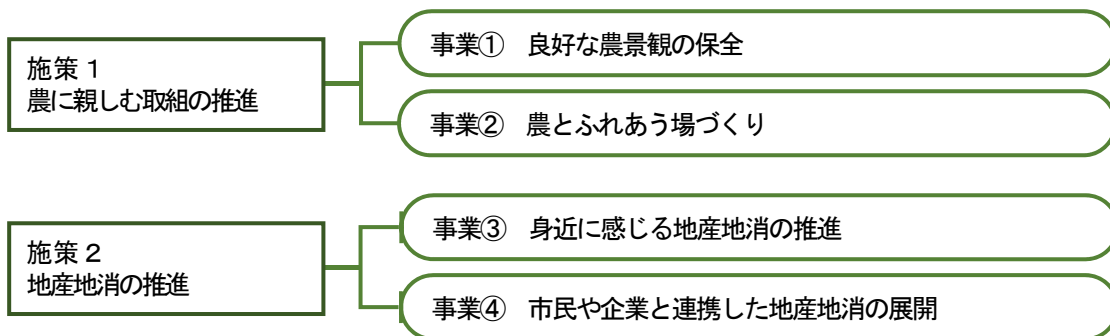 施策１
農に親しむ取組の推進
事業①　良好な農景観の保全
事業②　農とふれあう場づくり
施策２
地産地消の推進
事業③　身近に感じる地産地消の推進
事業④　市民や企業と連携した地産地消の展開